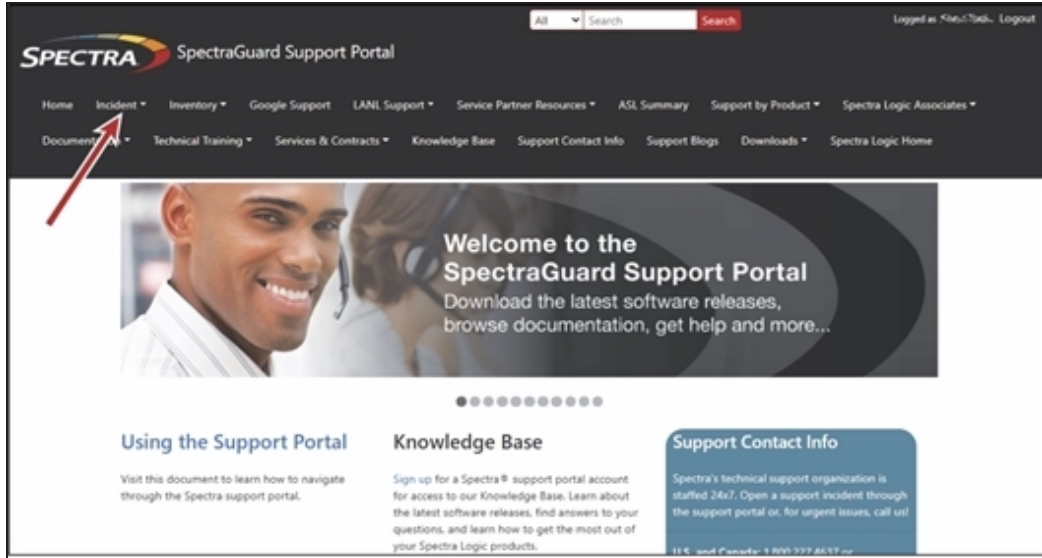 All Search Search Logged as Logout
SPECTRA SpectraGuard Support Portal
Home Incident Inventory Google Support LANL Support Service Partner Resources ASL Summary Support by Product Spectra Logic Associates
Technical Training Services & Contracts Knowledge Base Support Contact Info Support Blogs Downloads Spectra Logic Home
Welcome to the
SpectraGuard Support Portal
Download the latest software releases,
browse documentation, get help and more...
Using the Support Portal
Visit this document to learn how to navigate
through the Spectra support portal.
Knowledge Base
Sign up for a Spectra® support portal account
for access to our Knowledge Base. Learn about
the latest software releases, find answers to your
questions, and learn how to get the most out of
your Spectra Logic products.
Support Contact Info
Spectra's technical support organization is
staffed 24x7. Open a support incident through
the support portal or, for urgent issues, call us!
U.S. and Canada: 1.800.227.4637 or